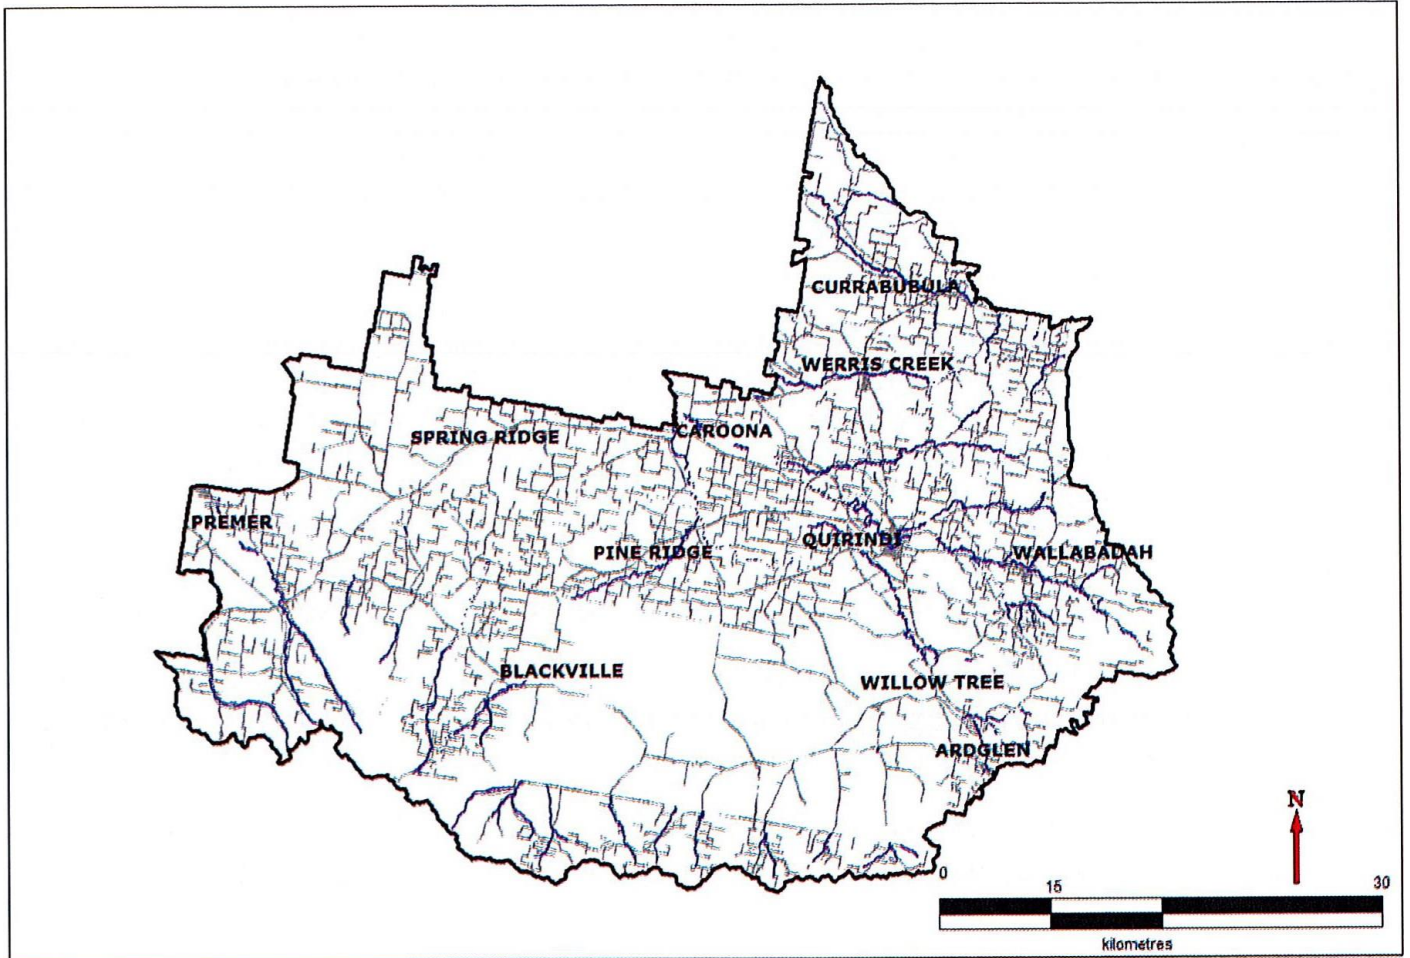 CURRABUBULA
WERRIS CREEK
CAROONA
SPRING RIDGE
PREMER
QUIRINDI
PINE RIDGE
WALLABADAH
BLACKVILLE
WILLOW TREE
ARDGLEN
N
0
15
30
kilometres